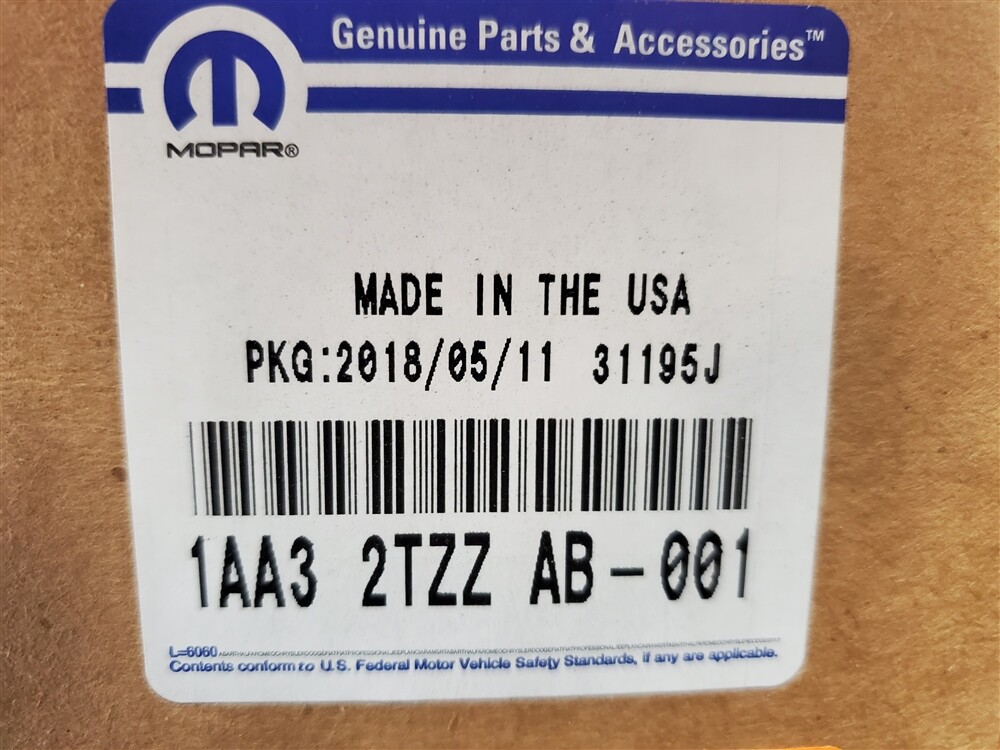 Genuine Parts & Accessories™
MOPAR®
MADE IN THE USA
PKG:2018/05/11 31195J
1AA3 2TZZ AB-001
L=6060
Contents conform to U.S. Federal Motor Vehicle Safety Standards, if any are applicable.